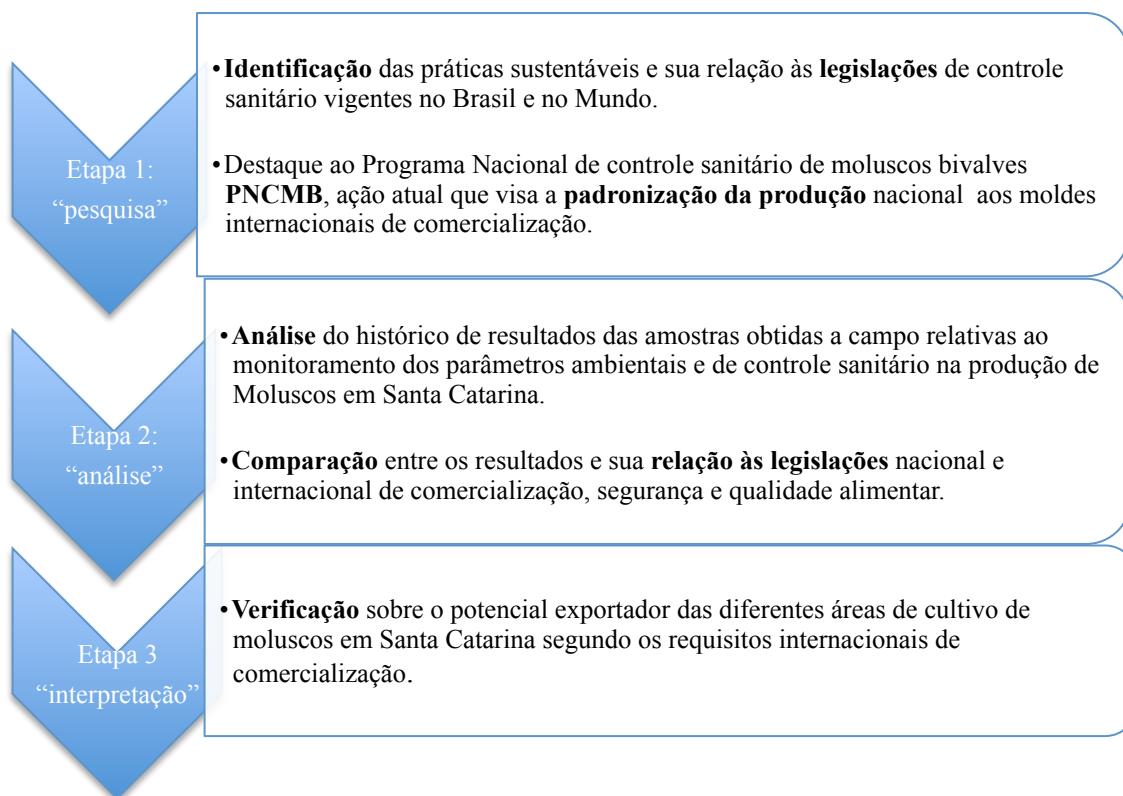 Etapa 1:
“pesquisa”
•Identificação das práticas sustentáveis e sua relação às legislações de controle
sanitário vigentes no Brasil e no Mundo.
•Destaque ao Programa Nacional de controle sanitário de moluscos bivalves
PNCMB, ação atual que visa a padronização da produção nacional aos moldes
internacionais de comercialização.
Etapa 2:
“análise”
•Análise do histórico de resultados das amostras obtidas a campo relativas ao
monitoramento dos parâmetros ambientais e de controle sanitário na produção de
Moluscos em Santa Catarina.
•Comparação entre os resultados e sua relação às legislações nacional e
internacional de comercialização, segurança e qualidade alimentar.
Etapa 3
“interpretação”
•Verificação sobre o potencial exportador das diferentes áreas de cultivo de
moluscos em Santa Catarina segundo os requisitos internacionais de
comercialização.